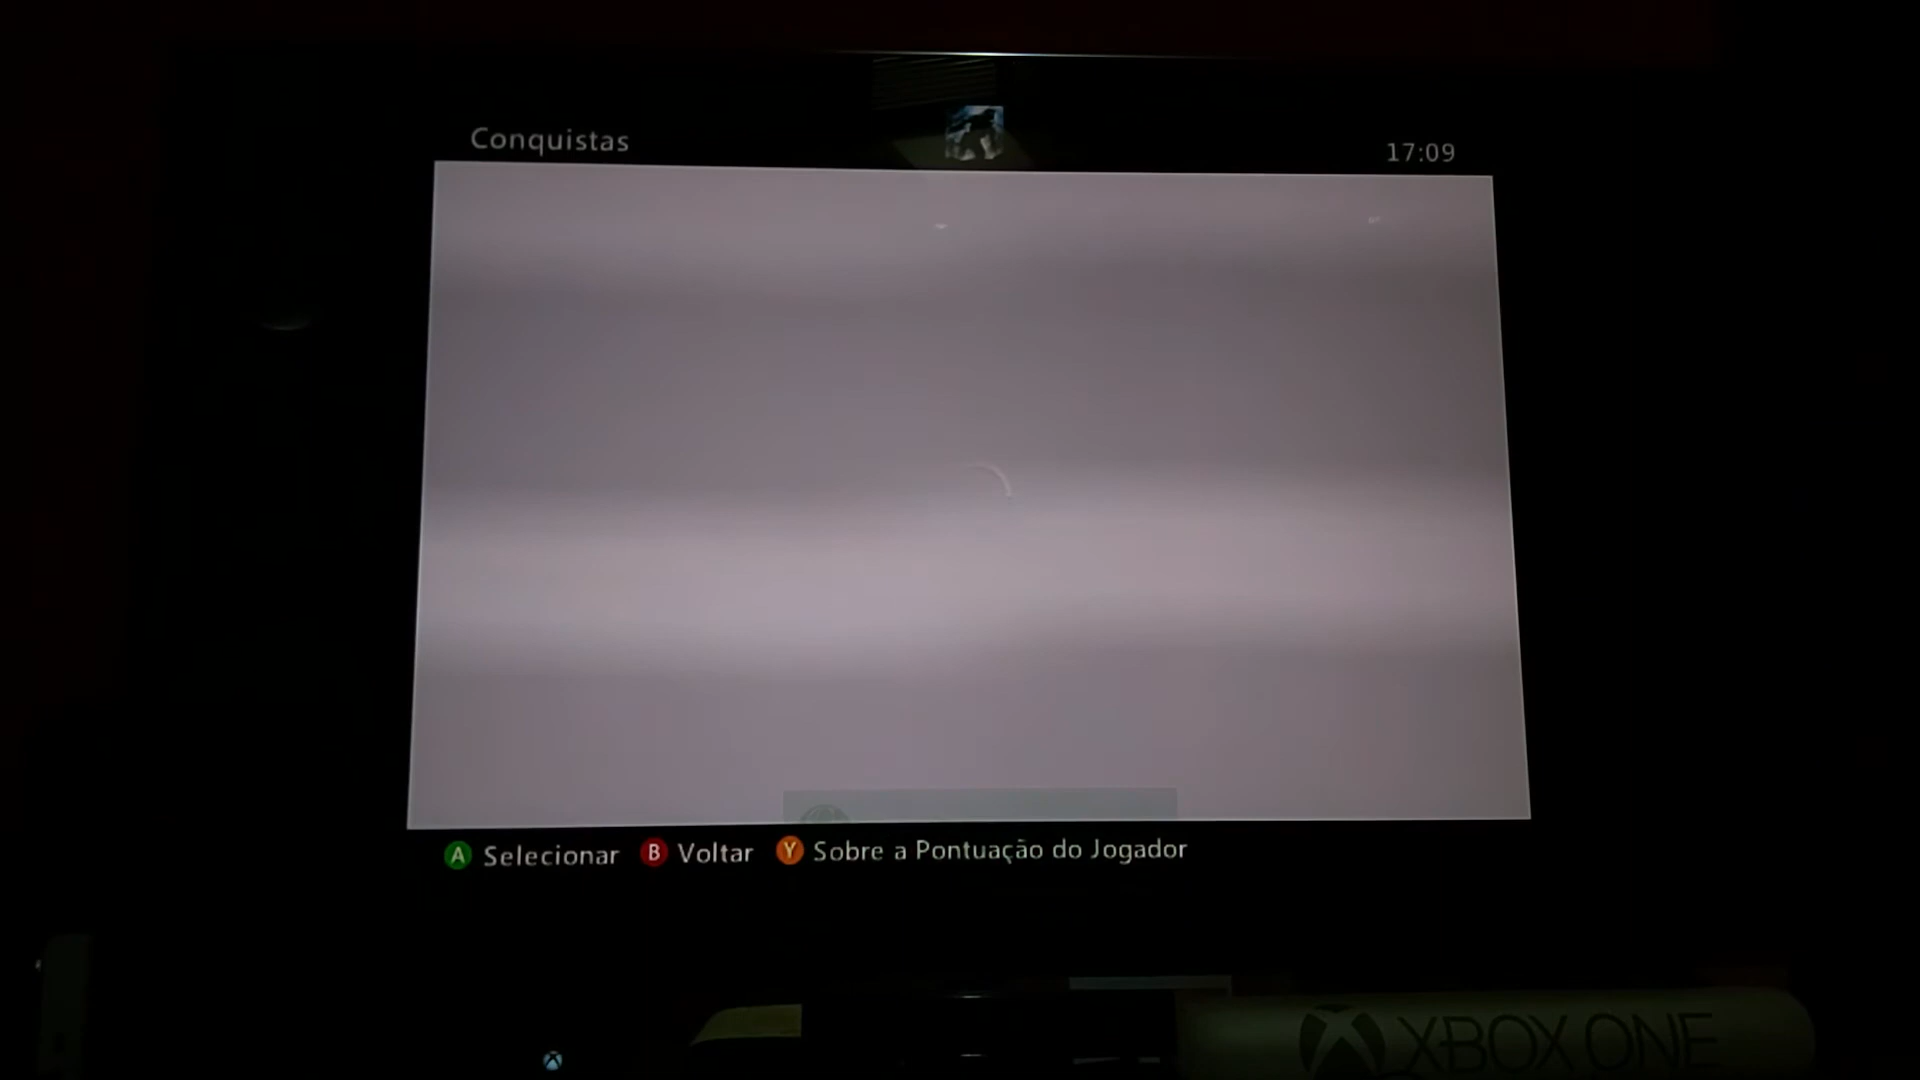 Conquistas
17:09
A Selecionar B Voltar Y Sobre a Pontuação do Jogador
XBOX ONE